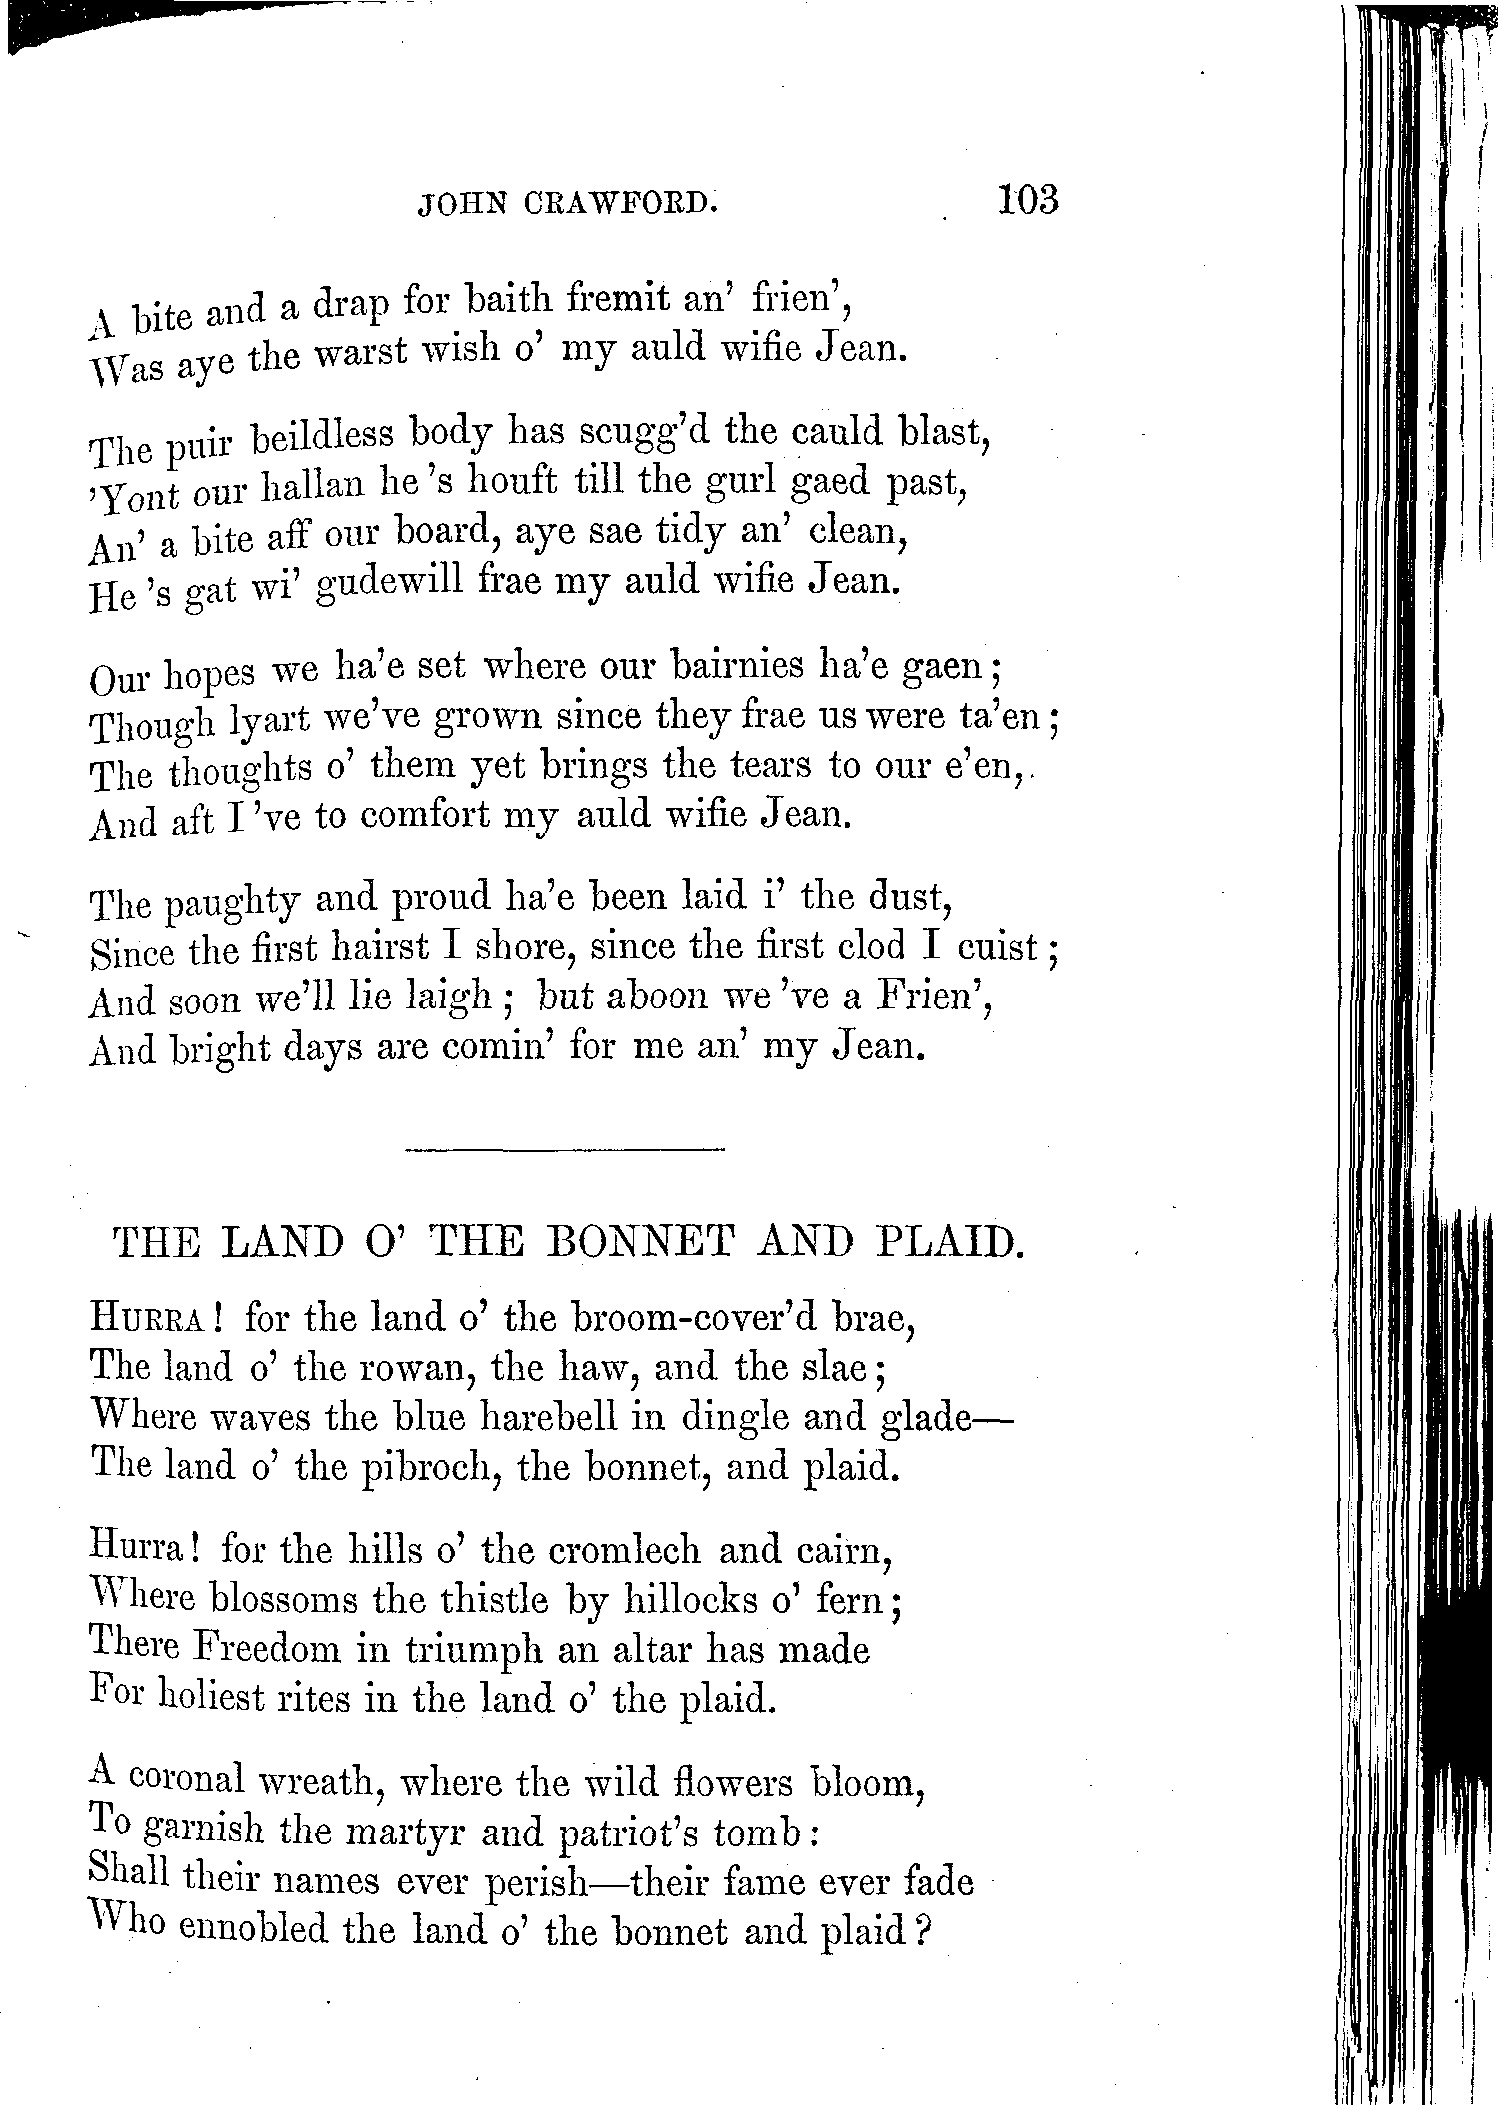 JOHN CRAWFORD. 103
A bite and a drap for baith fremit an' frien',
Was aye the warst wish o' my auld wifie Jean.
The puir beildless body has scugg'd the cauld blast,
'Yont our hallan he 's houft till the gurl gaed past,
An' a bite aff our board, aye sae tidy an' clean,
He 's gat wi' gudewill frae my auld wifie Jean.
Our hopes we ha'e set where our bairnies ha'e gaen;
Though lyart we've grown since they frae us were ta'en;
The thoughts o' them yet brings the tears to our e'en,
And aft I 've to comfort my auld wifie Jean.
The paughty and proud ha'e been laid i' the dust,
Since the first hairst I shore, since the first clod I cuist;
And soon we'll lie laigh; but aboon we 've a Frien',
And bright days are comin' for me an' my Jean.
THE LAND O' THE BONNET AND PLAID.
HURRA! for the land o' the broom-cover'd brae,
The land o' the rowan, the haw, and the slae;
Where waves the blue harebell in dingle and glade—
The land o' the pibroch, the bonnet, and plaid.
Hurra! for the hills o' the cromlech and cairn,
Where blossoms the thistle by hillocks o' fern;
There Freedom in triumph an altar has made
For holiest rites in the land o' the plaid.
A coronal wreath, where the wild flowers bloom,
To garnish the martyr and patriot's tomb:
Shall their names ever perish—their fame ever fade
Who ennobled the land o' the bonnet and plaid?